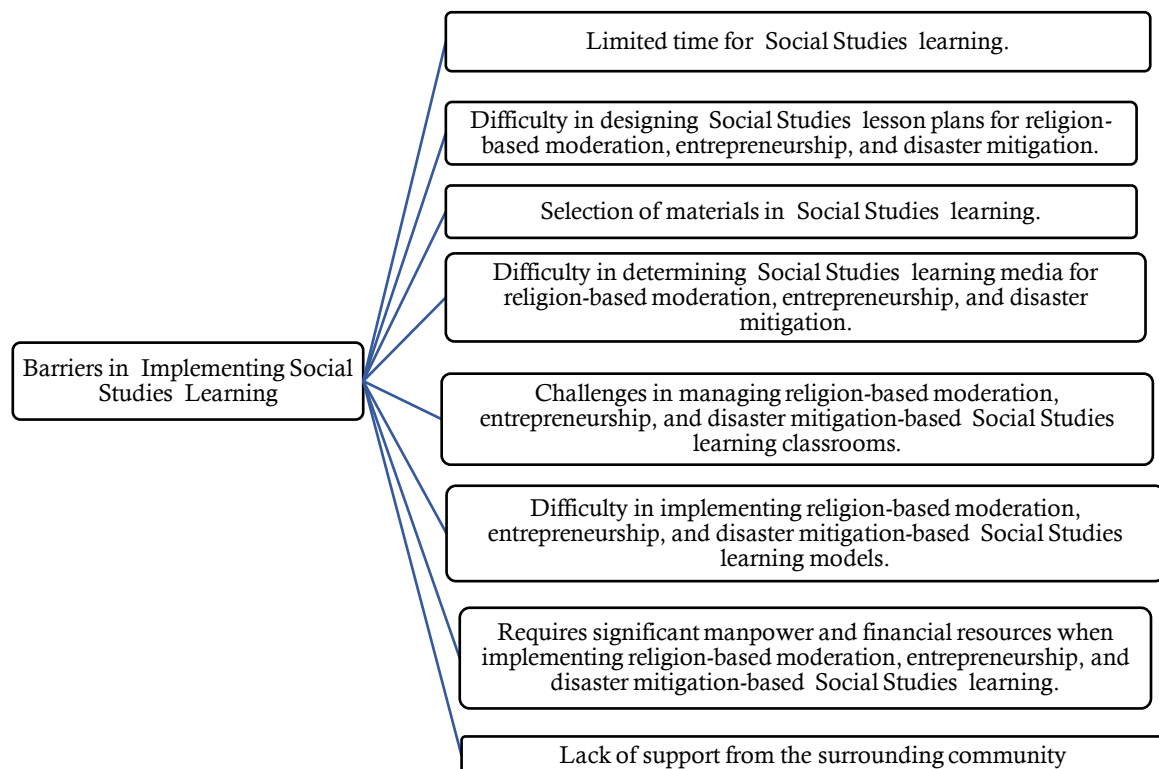 Limited time for Social Studies learning.
Difficulty in designing Social Studies lesson plans for religion-
based moderation, entrepreneurship, and disaster mitigation.
Selection of materials in Social Studies learning.
Difficulty in determining Social Studies learning media for
religion-based moderation, entrepreneurship, and disaster
mitigation.
Barriers in Implementing Social
Studies Learning
Challenges in managing religion-based moderation,
entrepreneurship, and disaster mitigation-based Social Studies
learning classrooms.
Difficulty in implementing religion-based moderation,
entrepreneurship, and disaster mitigation-based Social Studies
learning models.
Requires significant manpower and financial resources when
implementing religion-based moderation, entrepreneurship, and
disaster mitigation-based Social Studies learning.
Lack of support from the surrounding community